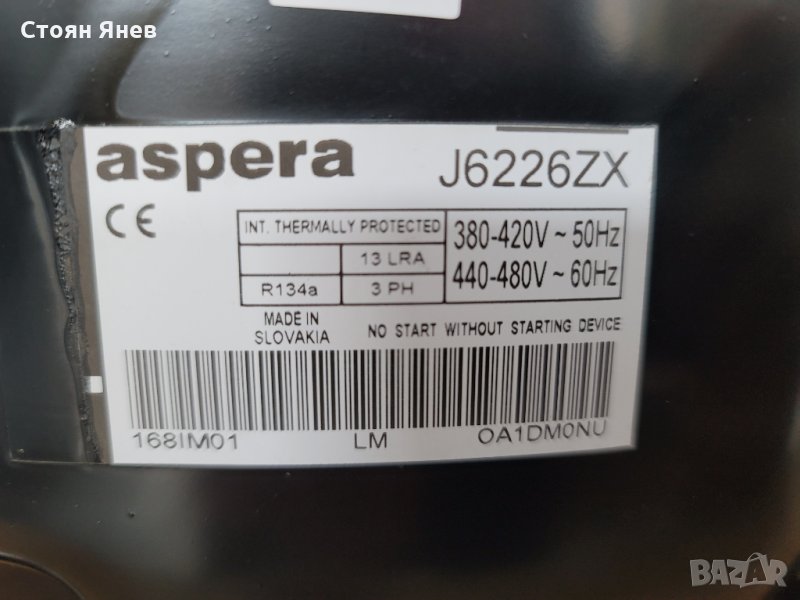 Стоян Янев
aspera
J6226ZX
CE
INT. THERMALLY PROTECTED
13 LRA
R134a
3 PH
380-420V ~ 50Hz
440-480V ~ 60Hz
MADE IN
SLOVAKIA
NO START WITHOUT STARTING DEVICE
168IM01
LM
OA1DM0NU
BAZAR